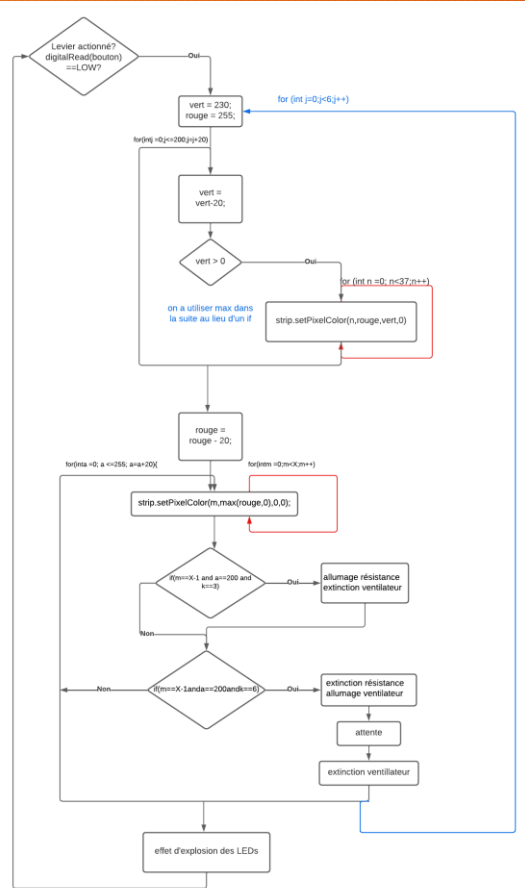 Levier actionné?
digitalRead(bouton)
==LOW?
Oui
for (int j=0;j<6;j++)
vert = 230;
rouge = 255;
for(intj =0;j<=200;j=j+20)
vert =
vert-20;
vert > 0
Oui
for (int n =0; n<37;n++)
on a utiliser max dans
la suite au lieu d'un if
strip.setPixelColor(n,rouge,vert,0)
rouge =
rouge - 20;
for(inta =0; a <=255; a=a+20){
for(intm =0;m<X;m++)
strip.setPixelColor(m,max(rouge,0),0,0);
if(m==X-1 and a==200 and
k==3)
Oui
allumage résistance
extinction ventilateur
Non
if(m==X-1anda==200andk==6)
Non
Oui
extinction résistance
allumage ventilateur
attente
extinction ventillateur
effet d'explosion des LEDs